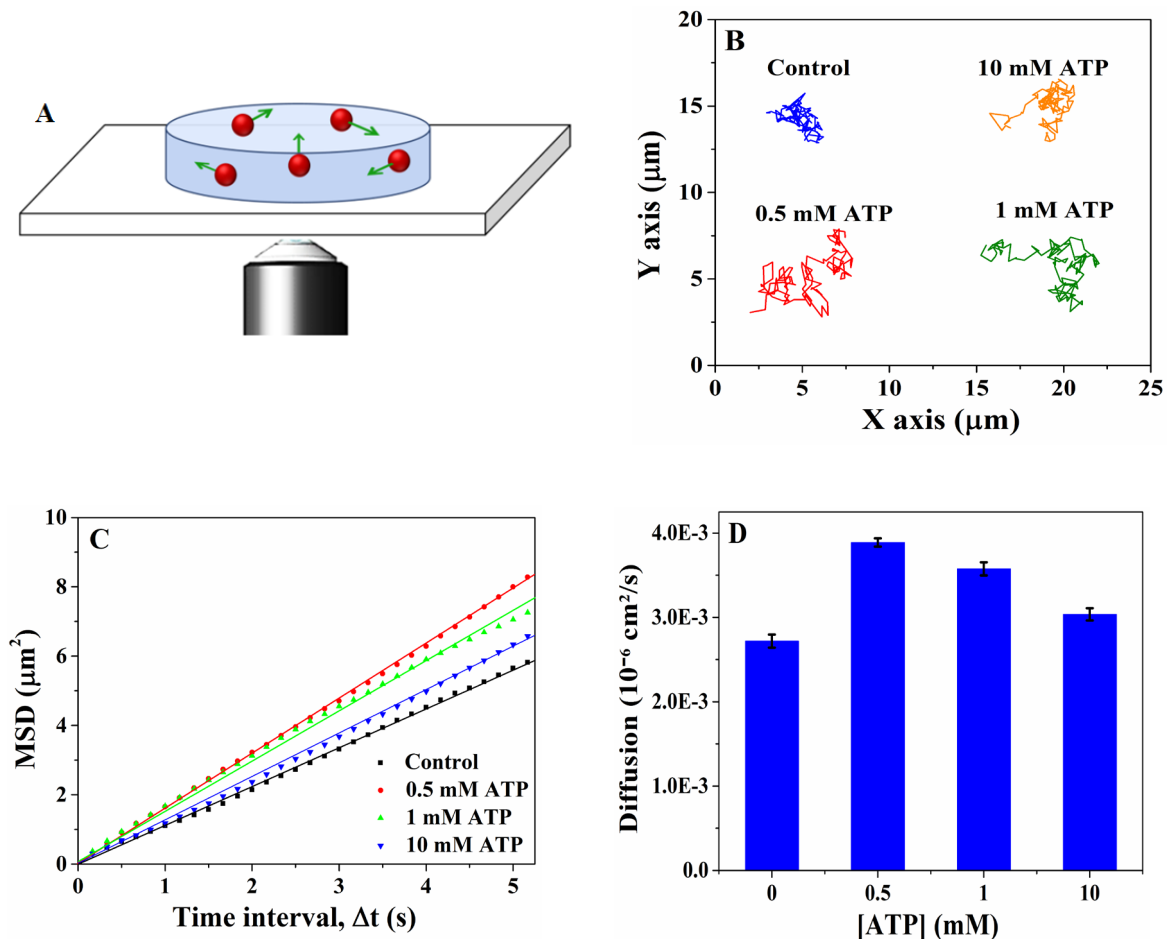 A
B
Control
10 mM ATP
0.5 mM ATP
1 mM ATP
20
15
10
5
0
Y axis (μm)
0
5
10
15
20
25
X axis (μm)
C
10
8
6
4
2
0
MSD (μm²)
Control
0.5 mM ATP
1 mM ATP
10 mM ATP
0
1
2
3
4
5
Time interval, Δt (s)
D
4.0E-3
3.0E-3
2.0E-3
1.0E-3
0.0
Diffusion (10⁻⁶ cm²/s)
0
0.5
1
10
[ATP] (mM)